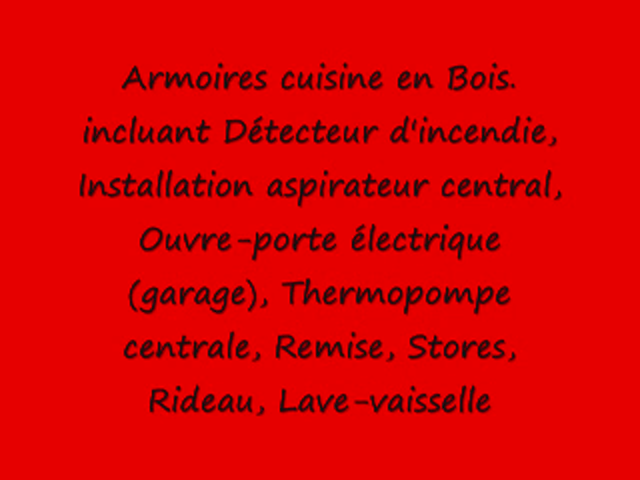 Armoires cuisine en Bois.
incluant Détecteur d'incendie,
Installation aspirateur central,
Ouvre-porte électrique
(garage), Thermopompe
centrale, Remise, Stores,
Rideau, Lave-vaisselle